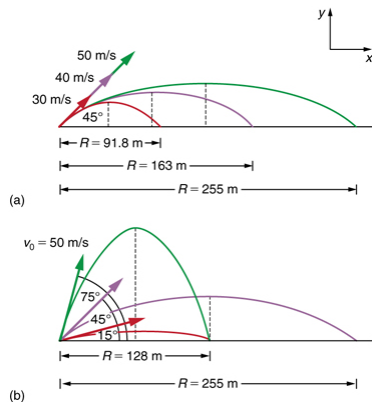 y
x
50 m/s
40 m/s
30 m/s
45°
R = 91.8 m
R = 163 m
R = 255 m
(a)
v₀ = 50 m/s
75°
45°
15°
R = 128 m
R = 255 m
(b)